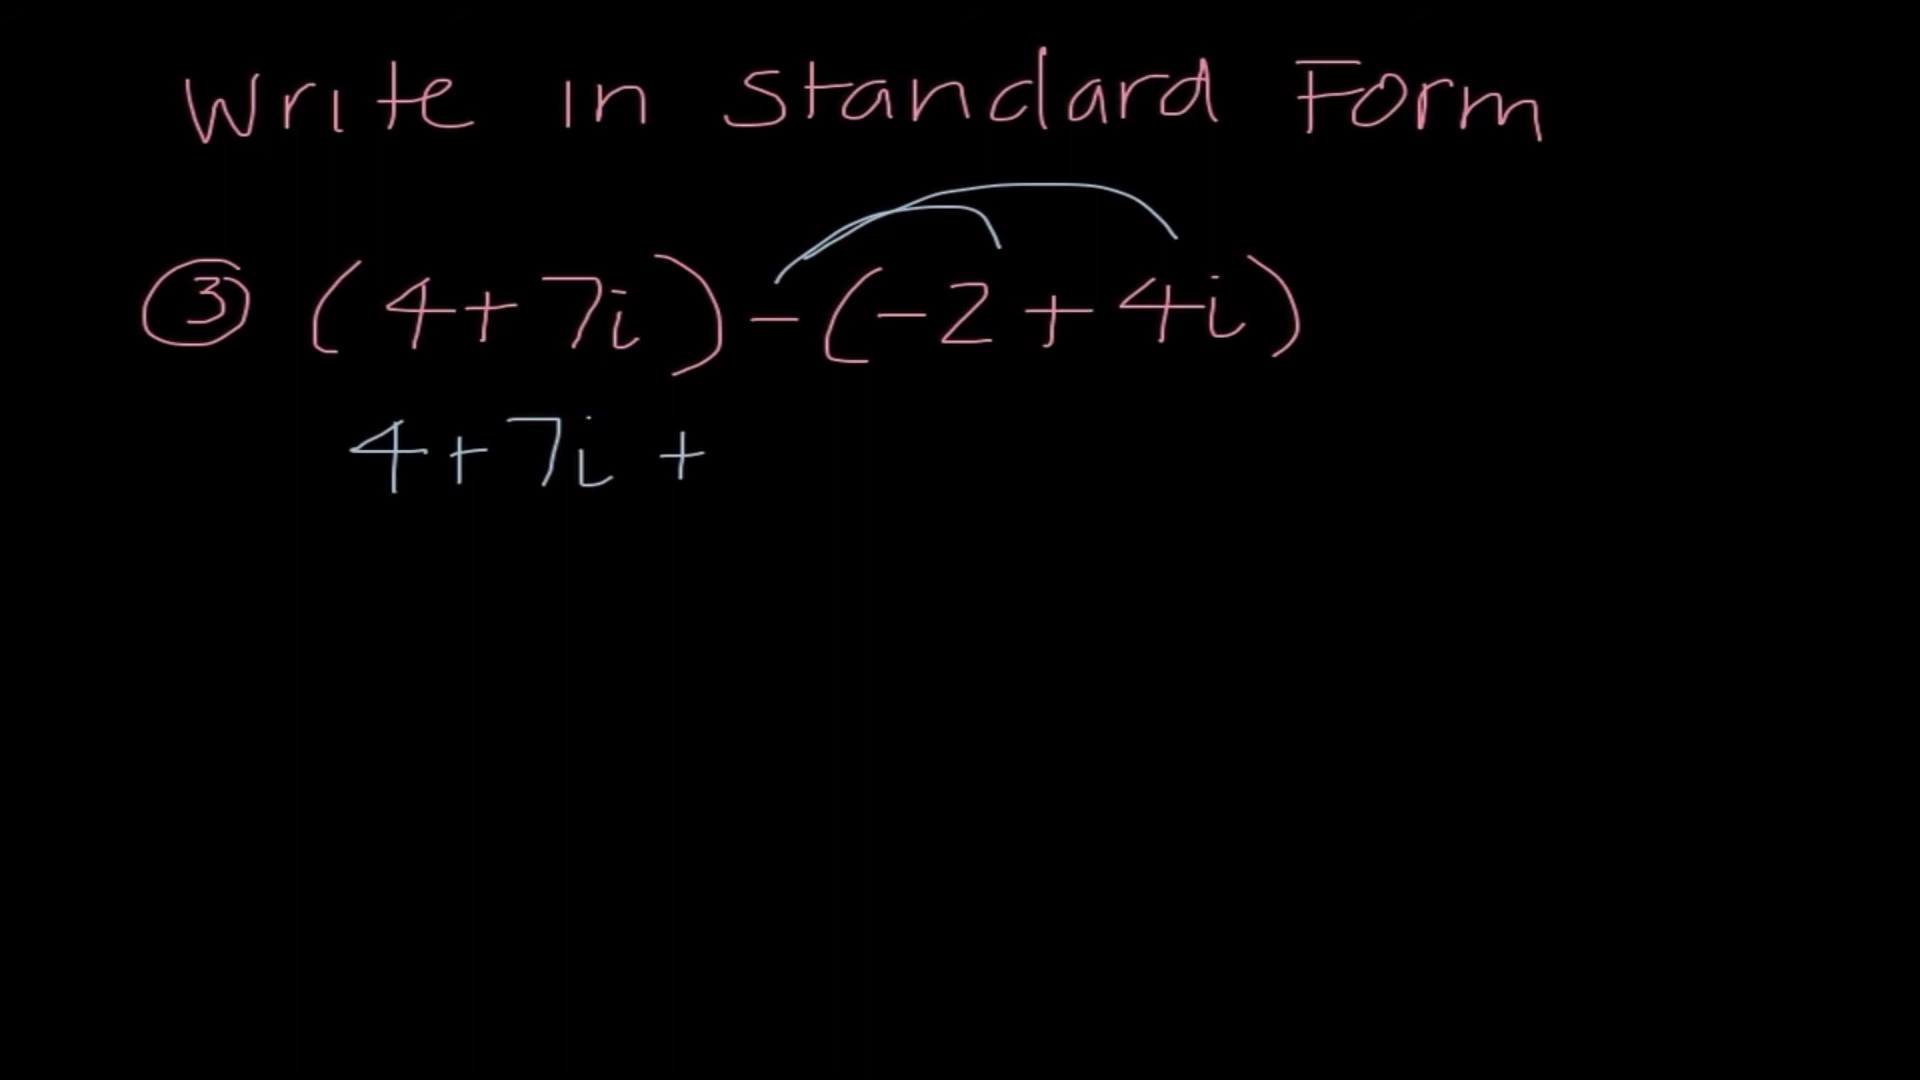 Write in Standard Form
③ (4+7i)-(-2+4i)
4+7i +